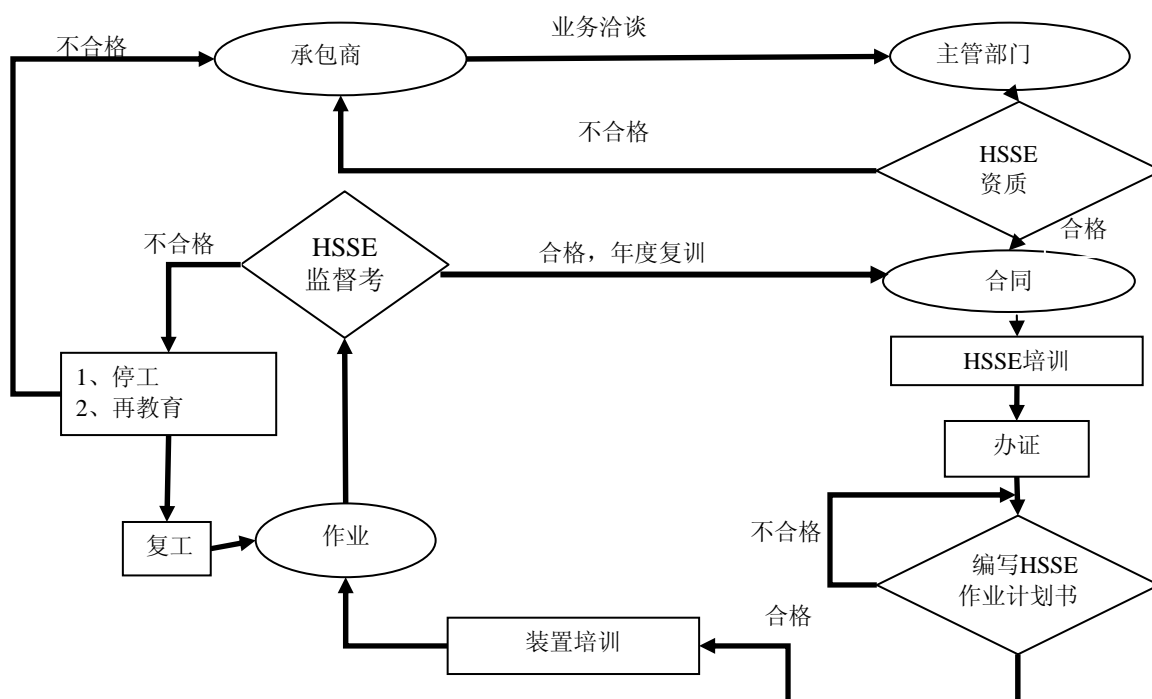 业务洽谈
不合格
承包商
主管部门
不合格
HSSE
资质
合格
不合格
HSSE
监督考
合格，年度复训
合同
1、停工
2、再教育
HSSE培训
办证
复工
作业
不合格
编写HSSE
作业计划书
合格
装置培训